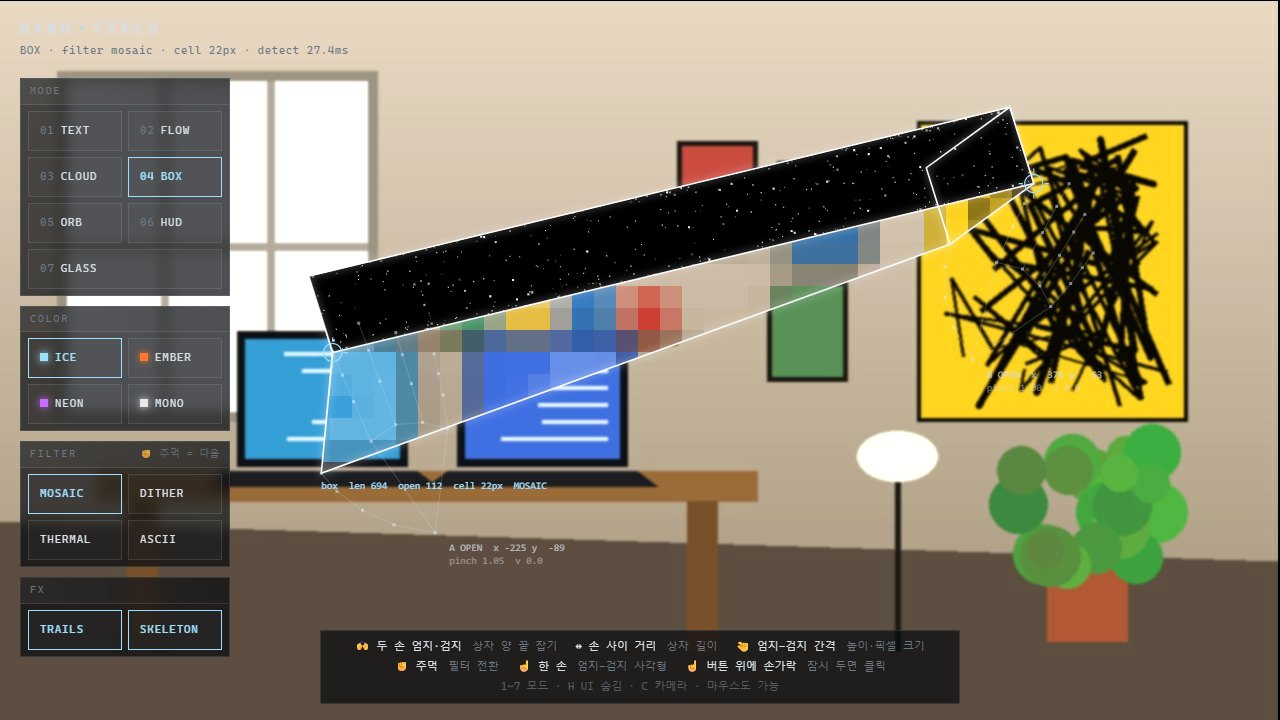 HAND·FIELD
BOX · filter mosaic · cell 22px · detect 27.4ms
MODE
01 TEXT
02 FLOW
03 CLOUD
04 BOX
05 ORB
06 HUD
07 GLASS
COLOR
ICE
EMBER
NEON
MONO
FILTER ✊ 주먹 = 다음
MOSAIC
DITHER
THERMAL
ASCII
FX
TRAILS
SKELETON
box len 694 open 112 cell 22px MOSAIC
A OPEN x -225 y -89
pinch 1.05 v 0.0
B OPEN
🙌 두 손 엄지·검지 상자 양 끝 잡기 ↔ 손 사이 거리 상자 길이 🤏 엄지–검지 간격 높이·픽셀 크기
✊ 주먹 필터 전환 ☝ 한 손 엄지–검지 사각형 ☝ 버튼 위에 손가락 잠시 두면 클릭
1~7 모드 · H UI 숨김 · C 카메라 · 마우스도 가능